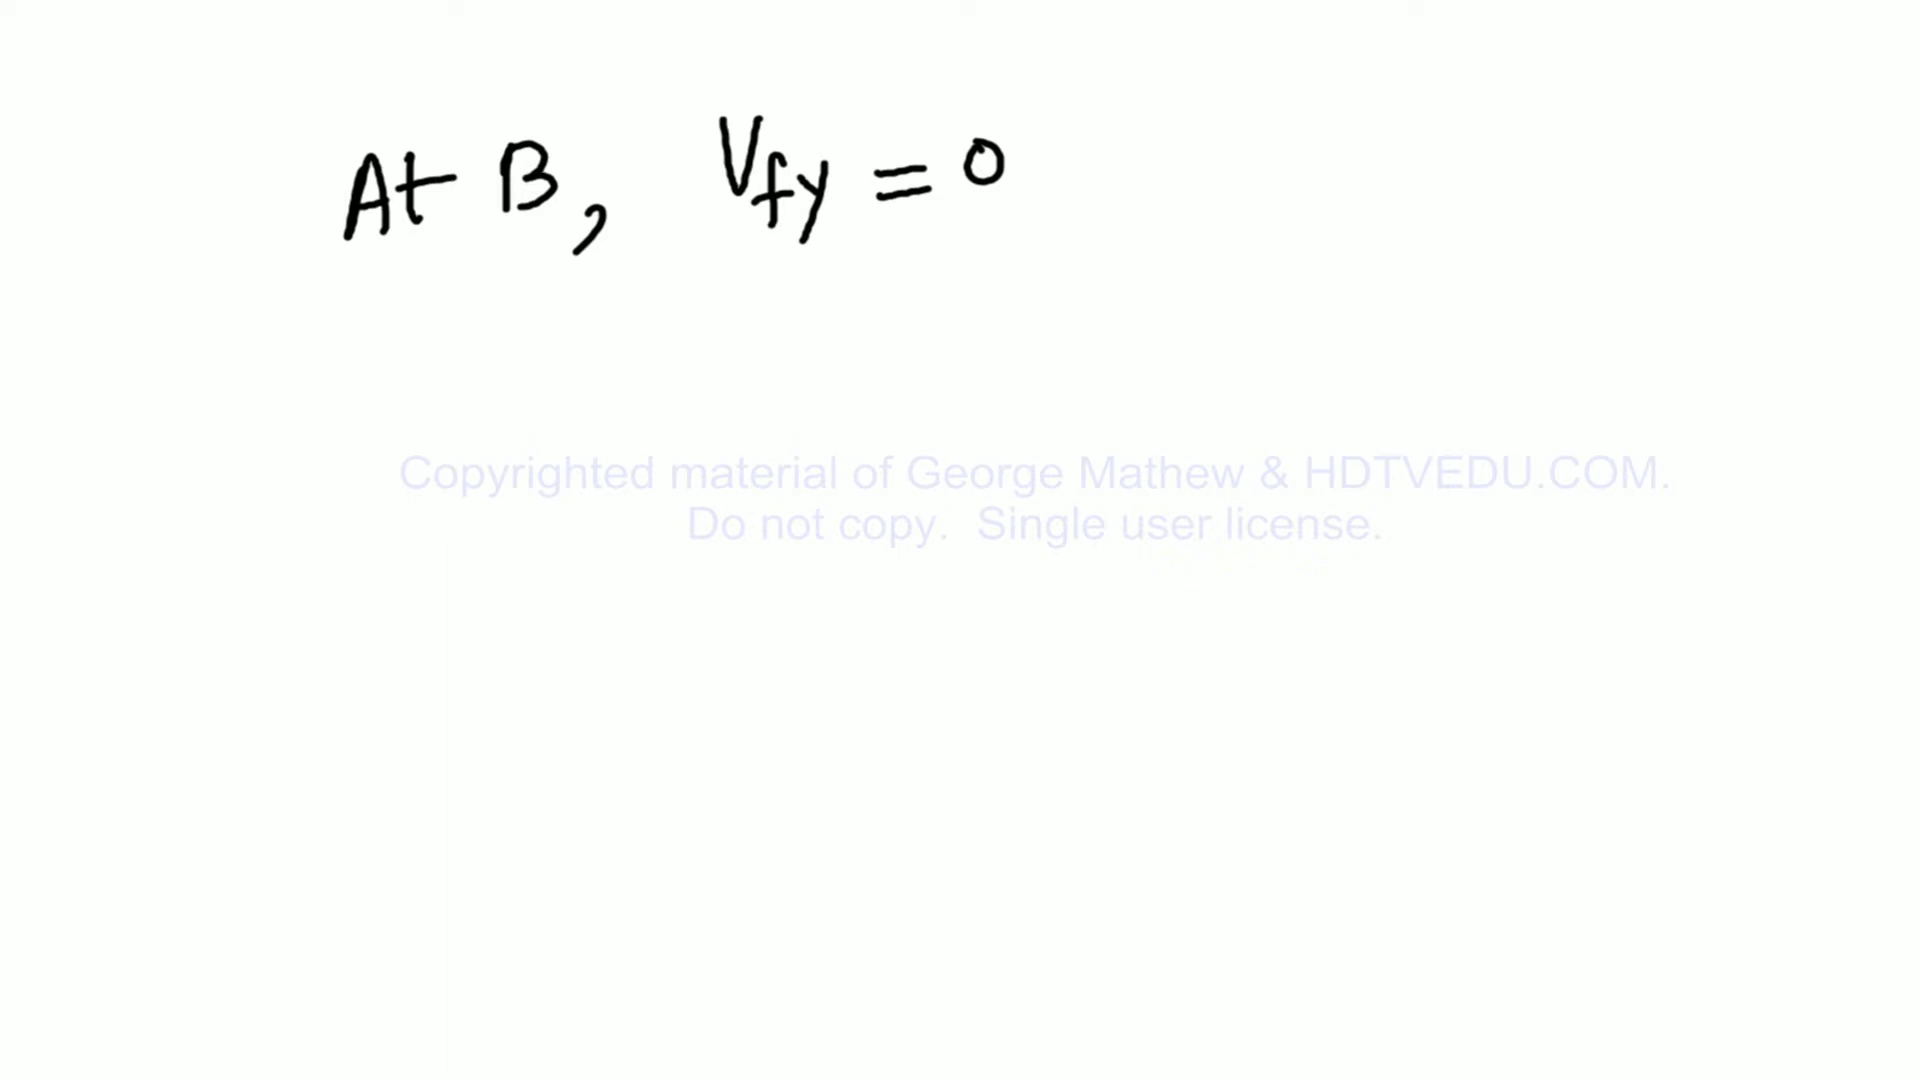 At B, Vfy = 0
Copyrighted material of George Mathew & HDTVEDU.COM.
Do not copy. Single user license.